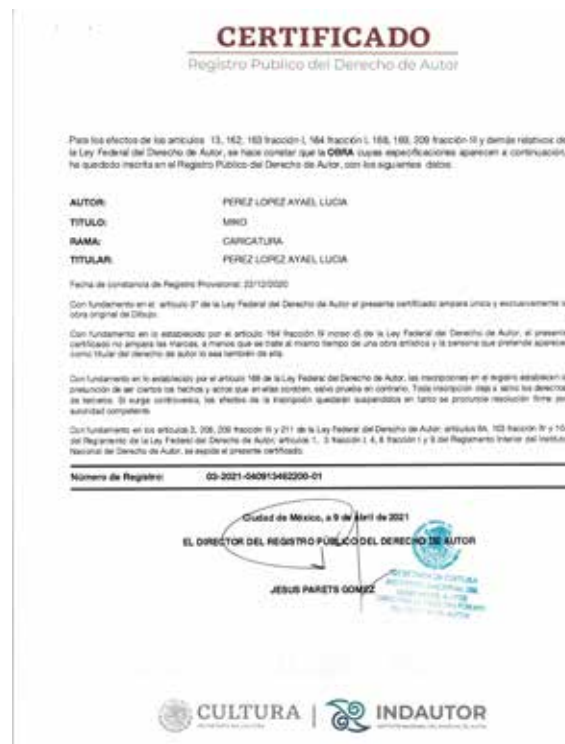 CERTIFICADO
Registro Público del Derecho de Autor
Para los efectos de los artículos 13, 162, 163 fracción I, 164 fracción I, 168, 169, 209 fracción III y demás relativos de
la Ley Federal del Derecho de Autor, se hace constar que la OBRA cuyas especificaciones aparecen a continuación,
ha quedado inscrita en el Registro Público del Derecho de Autor, con los siguientes datos:
AUTOR: PEREZ LOPEZ AYAEL LUCIA
TITULO: MIKO
RAMA: CARICATURA
TITULAR: PEREZ LOPEZ AYAEL LUCIA
Fecha de constancia de Registro Provisional: 22/12/2020
Con fundamento en el artículo 3° de la Ley Federal del Derecho de Autor el presente certificado ampara única y exclusivamente la
obra original de Dibujo.
Con fundamento en lo establecido por el artículo 164 fracción IV inciso d) de la Ley Federal del Derecho de Autor, el presente
certificado no ampara las marcas, a menos que se trate al mismo tiempo de una obra artística y la persona que pretende aparecer
como titular del derecho de autor lo sea también de ella.
Con fundamento en lo establecido por el artículo 168 de la Ley Federal del Derecho de Autor, las inscripciones en el registro establecen la
presunción de ser ciertos los hechos y actos que en ellas consten, salvo prueba en contrario. Toda inscripción deja a salvo los derechos
de terceros. Si surge controversia, los efectos de la inscripción quedarán suspendidos en tanto se pronuncie resolución firme por
autoridad competente.
Con fundamento en los artículos 2, 208, 209 fracción III y 211 de la Ley Federal del Derecho de Autor; artículos 103 fracción IV y
del Reglamento de la Ley Federal del Derecho de Autor; artículos 1, 3 fracción I, 4, 8 fracción I y 9 del Reglamento Interior del Instituto
Nacional del Derecho de Autor, se expide el presente certificado.
Número de Registro: 03-2021-040913462200-01
Ciudad de México, a 9 de abril de 2021
EL DIRECTOR DEL REGISTRO PÚBLICO DEL DERECHO DE AUTOR
JESUS PARETS GOMEZ
SECRETARÍA DE CULTURA
CULTURA
INDAUTOR